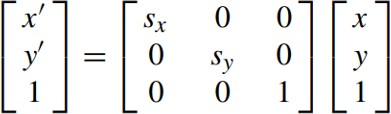 [x′ y′ 1] = [s_x 0 0; 0 s_y 0; 0 0 1] [x y 1]